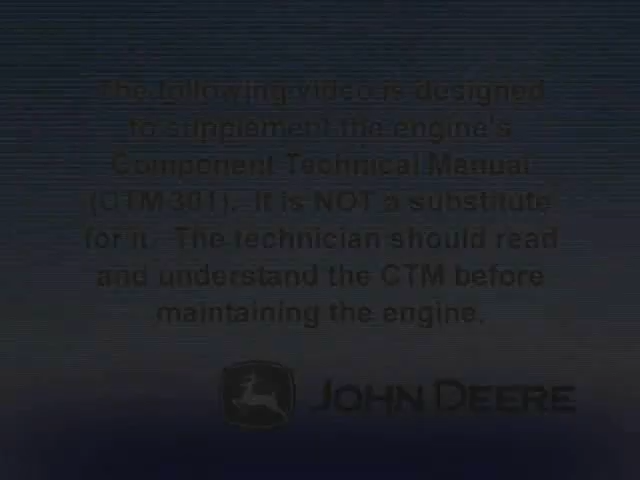 The following video is designed
to supplement the engine's
Component Technical Manual
(CTM 301). It is NOT a substitute
for it. The technician should read
and understand the CTM before
maintaining the engine.
JOHN DEERE